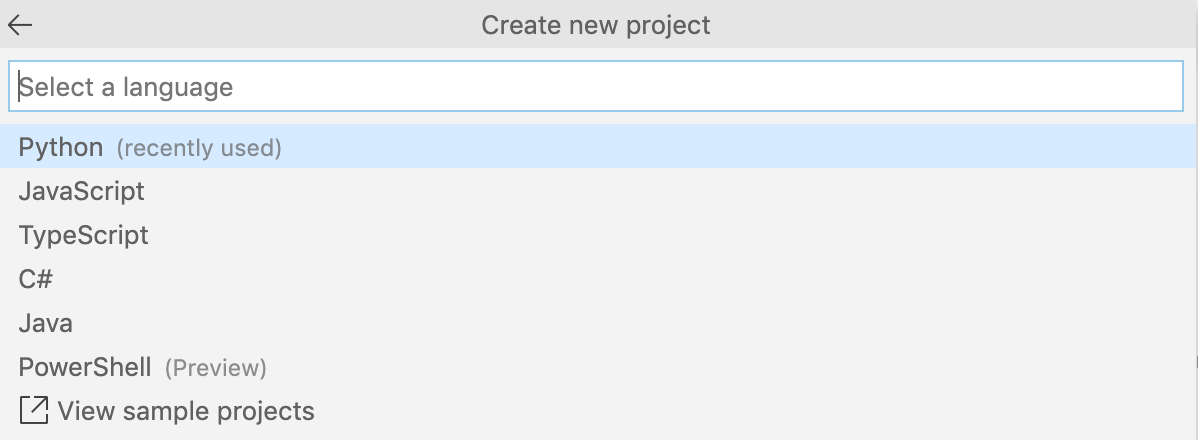 Create new project
Select a language
Python (recently used)
JavaScript
TypeScript
C#
Java
PowerShell (Preview)
View sample projects